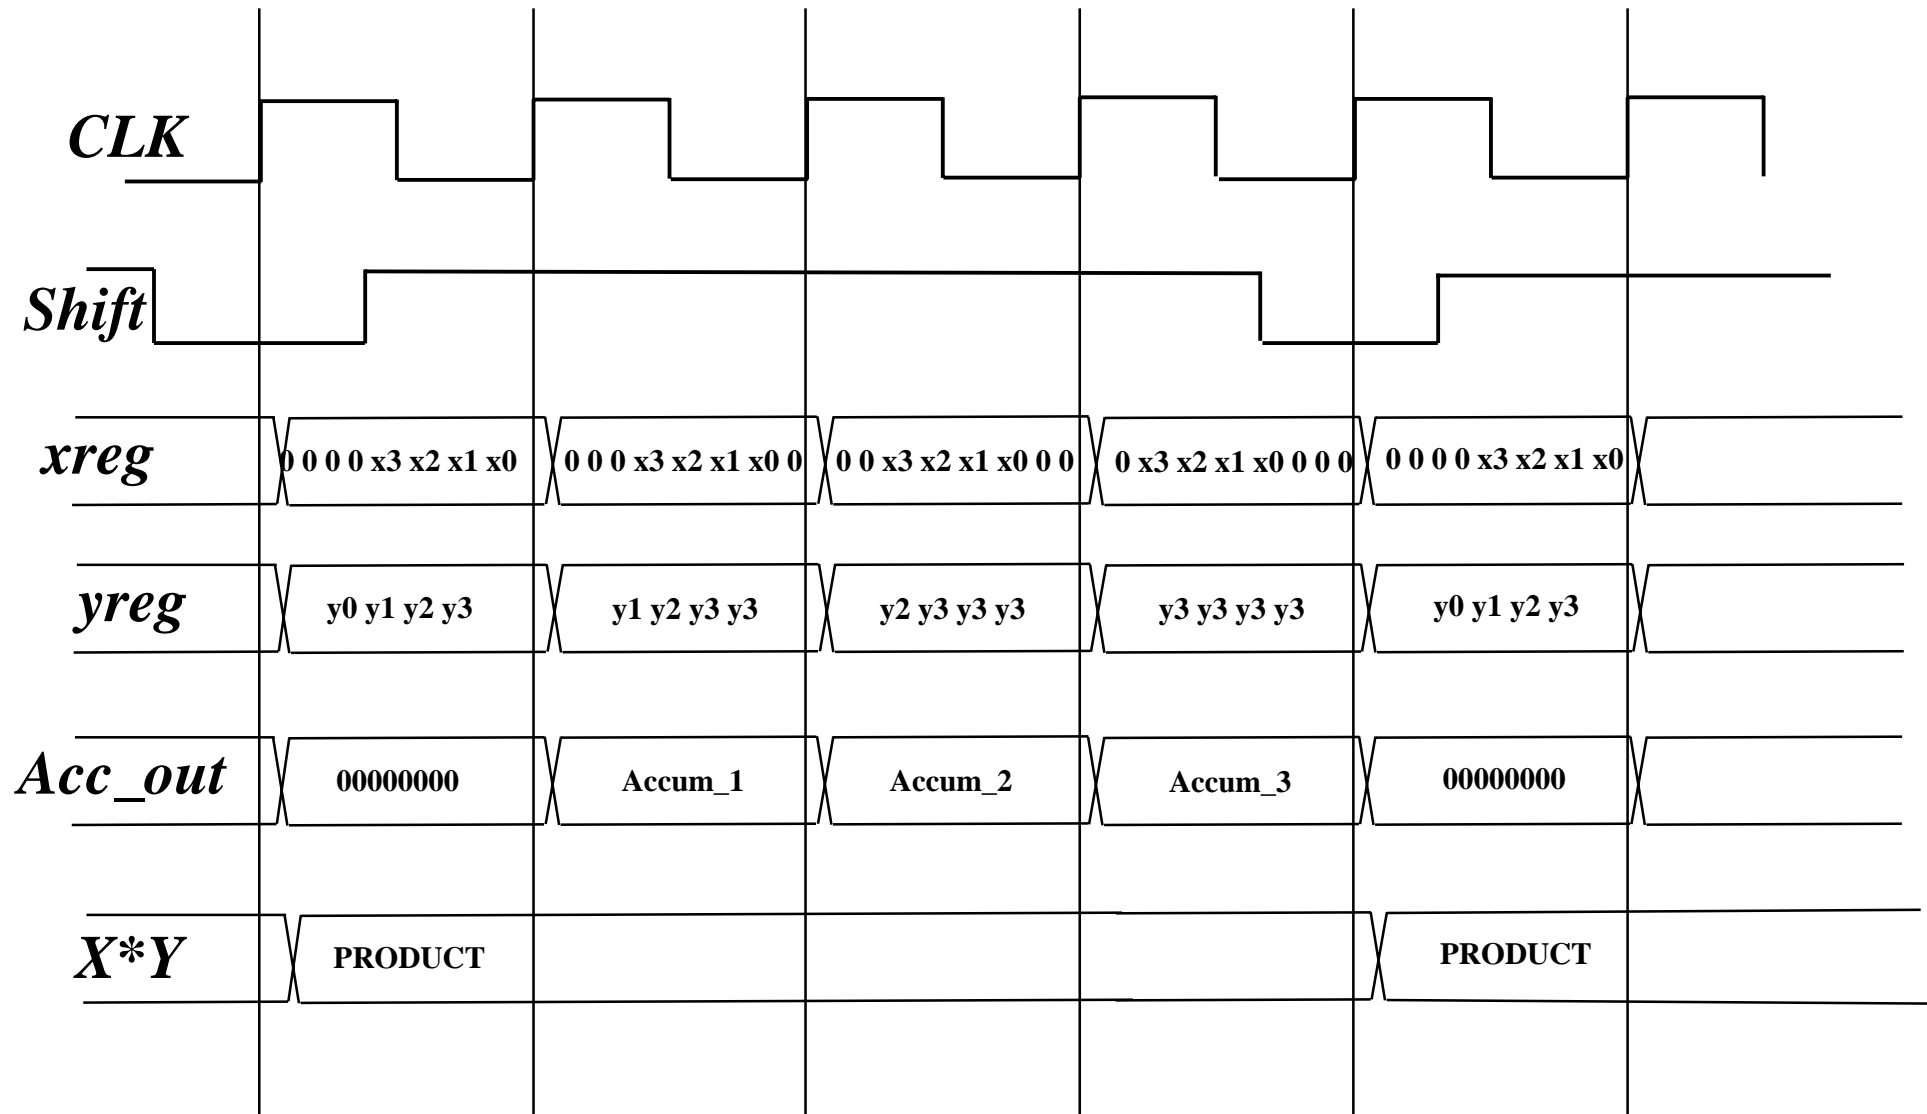 CLK
Shift
xreg 0 0 0 0 x3 x2 x1 x0 0 0 0 x3 x2 x1 x0 0 0 0 x3 x2 x1 x0 0 0 0 x3 x2 x1 x0 0 0 0 0 0 0 0 x3 x2 x1 x0
yreg y0 y1 y2 y3 y1 y2 y3 y3 y2 y3 y3 y3 y3 y3 y3 y3 y0 y1 y2 y3
Acc_out 00000000 Accum_1 Accum_2 Accum_3 00000000
X*Y PRODUCT PRODUCT